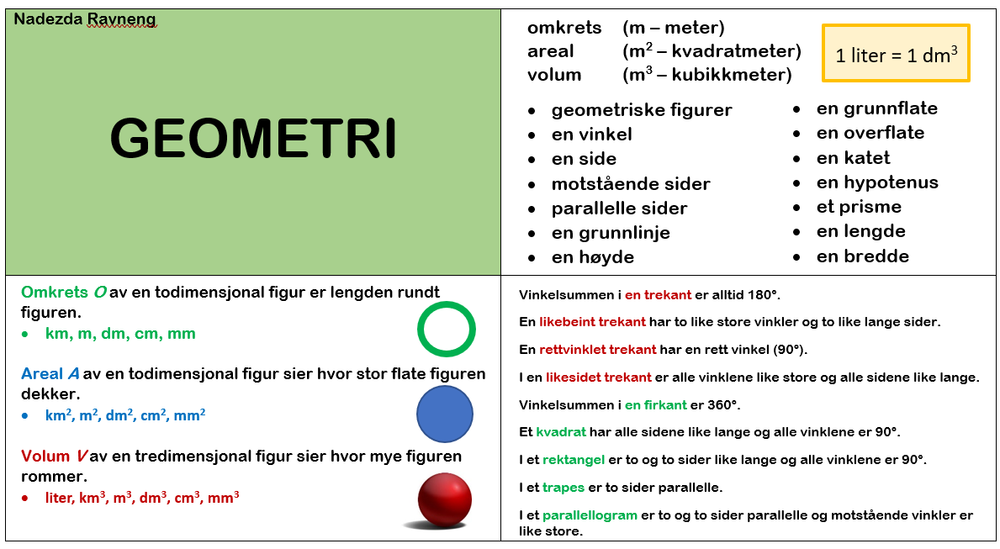 Nadezda Ravneng
GEOMETRI
omkrets (m – meter)
areal (m² – kvadratmeter)
volum (m³ – kubikkmeter)
1 liter = 1 dm³
• geometriske figurer
• en vinkel
• en side
• motstående sider
• parallelle sider
• en grunnlinje
• en høyde
• en grunnflate
• en overflate
• en katet
• en hypotenus
• et prisme
• en lengde
• en bredde
Omkrets O av en todimensjonal figur er lengden rundt
figuren.
• km, m, dm, cm, mm
Areal A av en todimensjonal figur sier hvor stor flate figuren
dekker.
• km², m², dm², cm², mm²
Volum V av en tredimensjonal figur sier hvor mye figuren
rommer.
• liter, km³, m³, dm³, cm³, mm³
Vinkelsummen i en trekant er alltid 180°.
En likebeint trekant har to like store vinkler og to like lange sider.
En rettvinklet trekant har en rett vinkel (90°).
I en likesidet trekant er alle vinklene like store og alle sidene like lange.
Vinkelsummen i en firkant er 360°.
Et kvadrat har alle sidene like lange og alle vinklene er 90°.
I et rektangel er to og to sider like lange og alle vinklene er 90°.
I et trapes er to sider parallelle.
I et parallellogram er to og to sider parallelle og motstående vinkler er
like store.